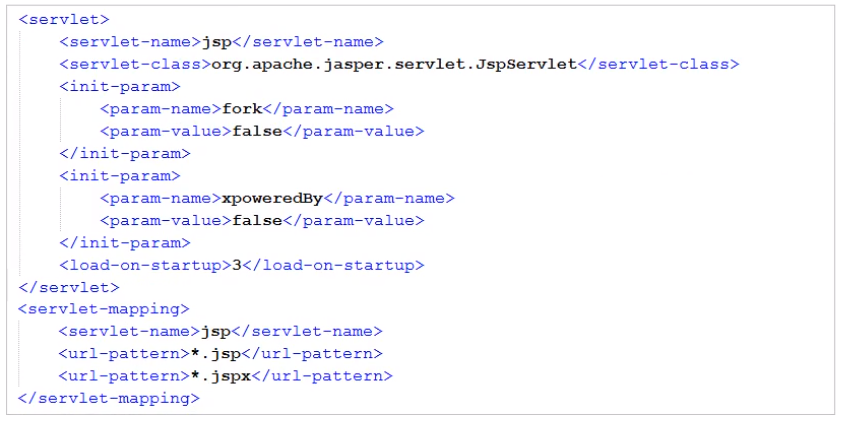 <servlet>
<servlet-name>jsp</servlet-name>
<servlet-class>org.apache.jasper.servlet.JspServlet</servlet-class>
<init-param>
<param-name>fork</param-name>
<param-value>false</param-value>
</init-param>
<init-param>
<param-name>xpoweredBy</param-name>
<param-value>false</param-value>
</init-param>
<load-on-startup>3</load-on-startup>
</servlet>
<servlet-mapping>
<servlet-name>jsp</servlet-name>
<url-pattern>*.jsp</url-pattern>
<url-pattern>*.jspx</url-pattern>
</servlet-mapping>